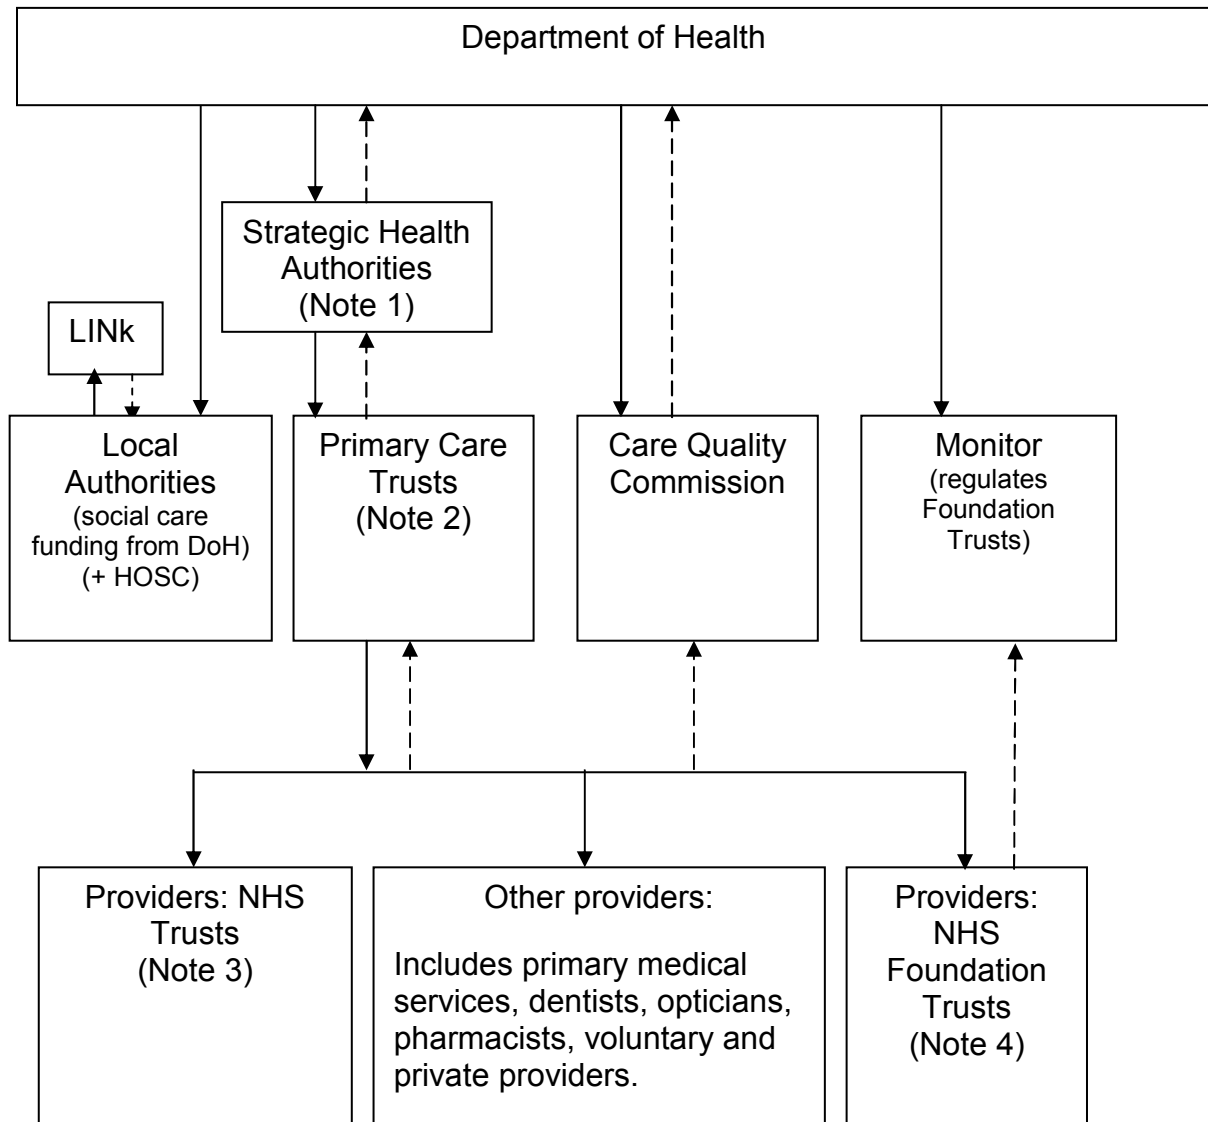 Department of Health
Strategic Health
Authorities
(Note 1)
LINk
Local
Authorities
(social care
funding from DoH)
(+ HOSC)
Primary Care
Trusts
(Note 2)
Care Quality
Commission
Monitor
(regulates
Foundation
Trusts)
Providers: NHS
Trusts
(Note 3)
Other providers:
Includes primary medical
services, dentists, opticians,
pharmacists, voluntary and
private providers.
Providers:
NHS
Foundation
Trusts
(Note 4)